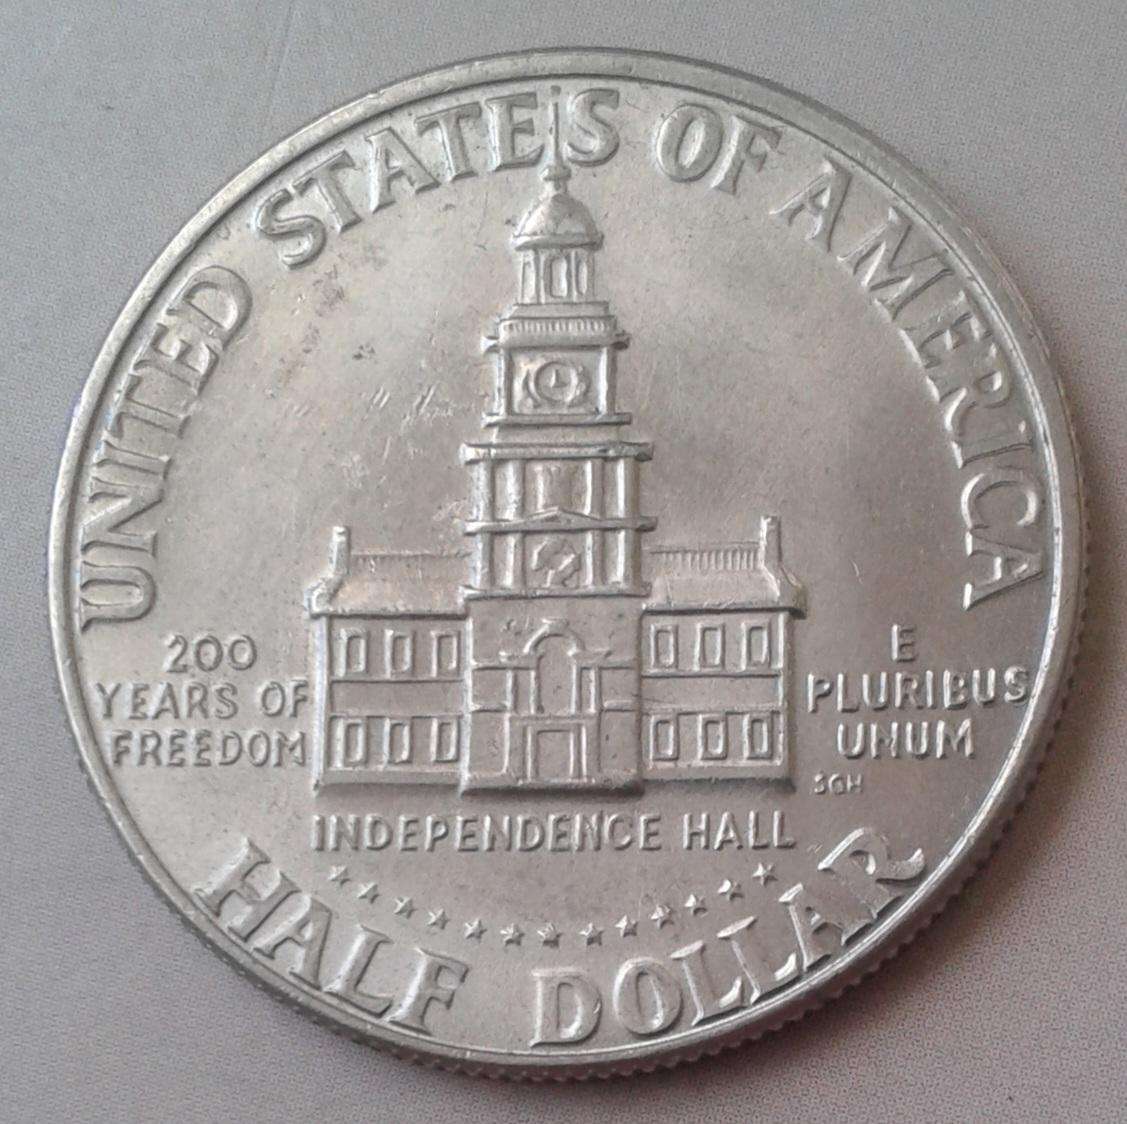 UNITED STATES OF AMERICA
200
YEARS OF
FREEDOM
E
PLURIBUS
UNUM
SGH
INDEPENDENCE HALL
HALF DOLLAR